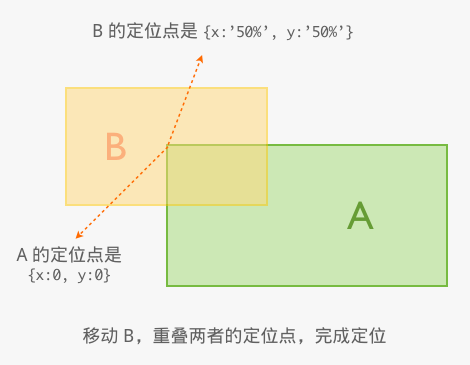 B 的定位点是 {x:’50%’, y:’50%’}
B
A
A 的定位点是
{x:0, y:0}
移动 B，重叠两者的定位点，完成定位